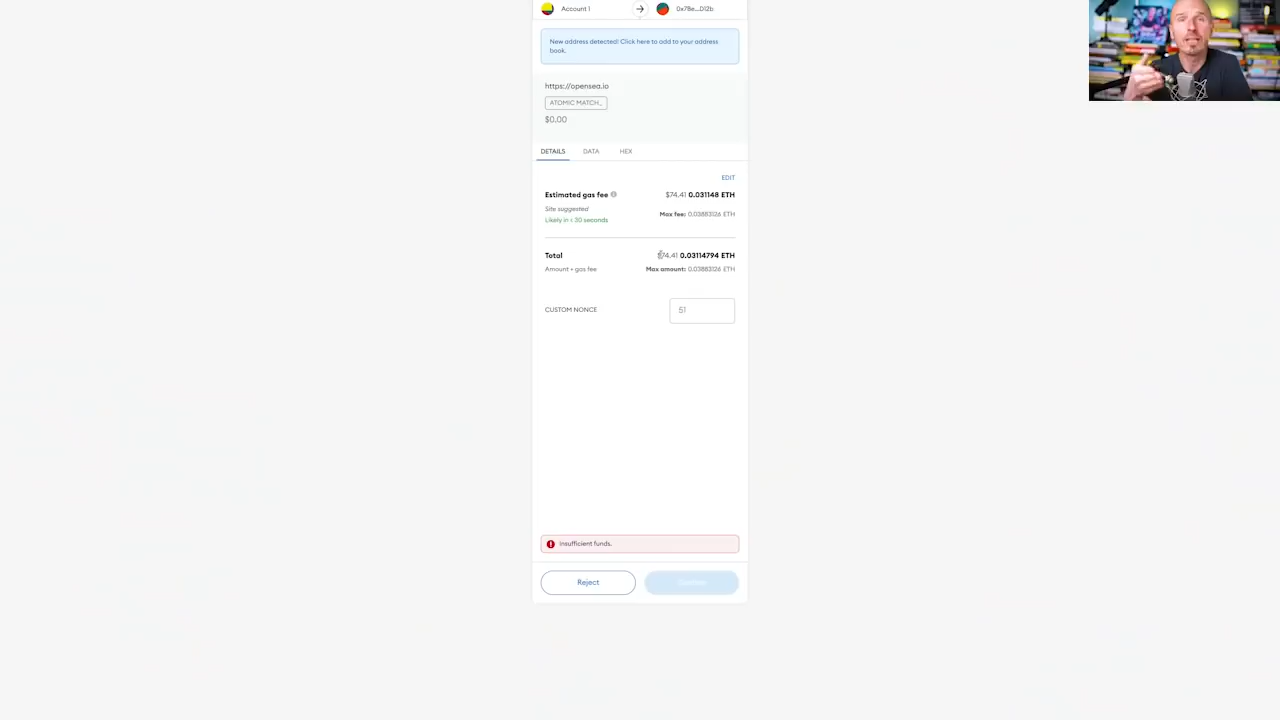 Account 1
0x7Be...D12b
New address detected! Click here to add to your address
book.
https://opensea.io
ATOMIC MATCH_
$0.00
DETAILS DATA HEX
EDIT
Estimated gas fee $74.41 0.031148 ETH
Site suggested Max fee: 0.03883126 ETH
Likely in < 30 seconds
Total $74.41 0.03114794 ETH
Amount + gas fee Max amount: 0.03883126 ETH
CUSTOM NONCE 51
Insufficient funds.
Reject Confirm